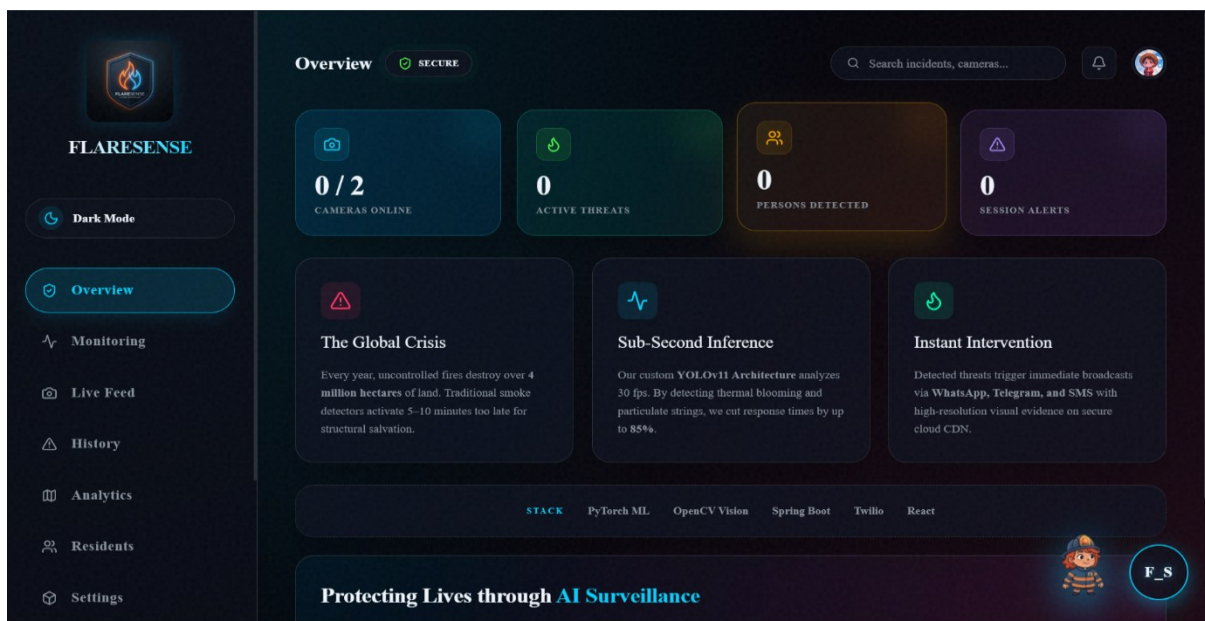 FLARESENSE
FLARESENSE
Dark Mode
Overview
Monitoring
Live Feed
History
Analytics
Residents
Settings
Overview
SECURE
Search incidents, cameras...
0 / 2
CAMERAS ONLINE
0
ACTIVE THREATS
0
PERSONS DETECTED
0
SESSION ALERTS
The Global Crisis
Every year, uncontrolled fires destroy over 4
million hectares of land. Traditional smoke
detectors activate 5–10 minutes too late for
structural salvation.
Sub-Second Inference
Our custom YOLOv11 Architecture analyzes
30 fps. By detecting thermal blooming and
particulate strings, we cut response times by up
to 85%.
Instant Intervention
Detected threats trigger immediate broadcasts
via WhatsApp, Telegram, and SMS with
high-resolution visual evidence on secure
cloud CDN.
STACK PyTorch ML OpenCV Vision Spring Boot Twilio React
Protecting Lives through AI Surveillance
F_S